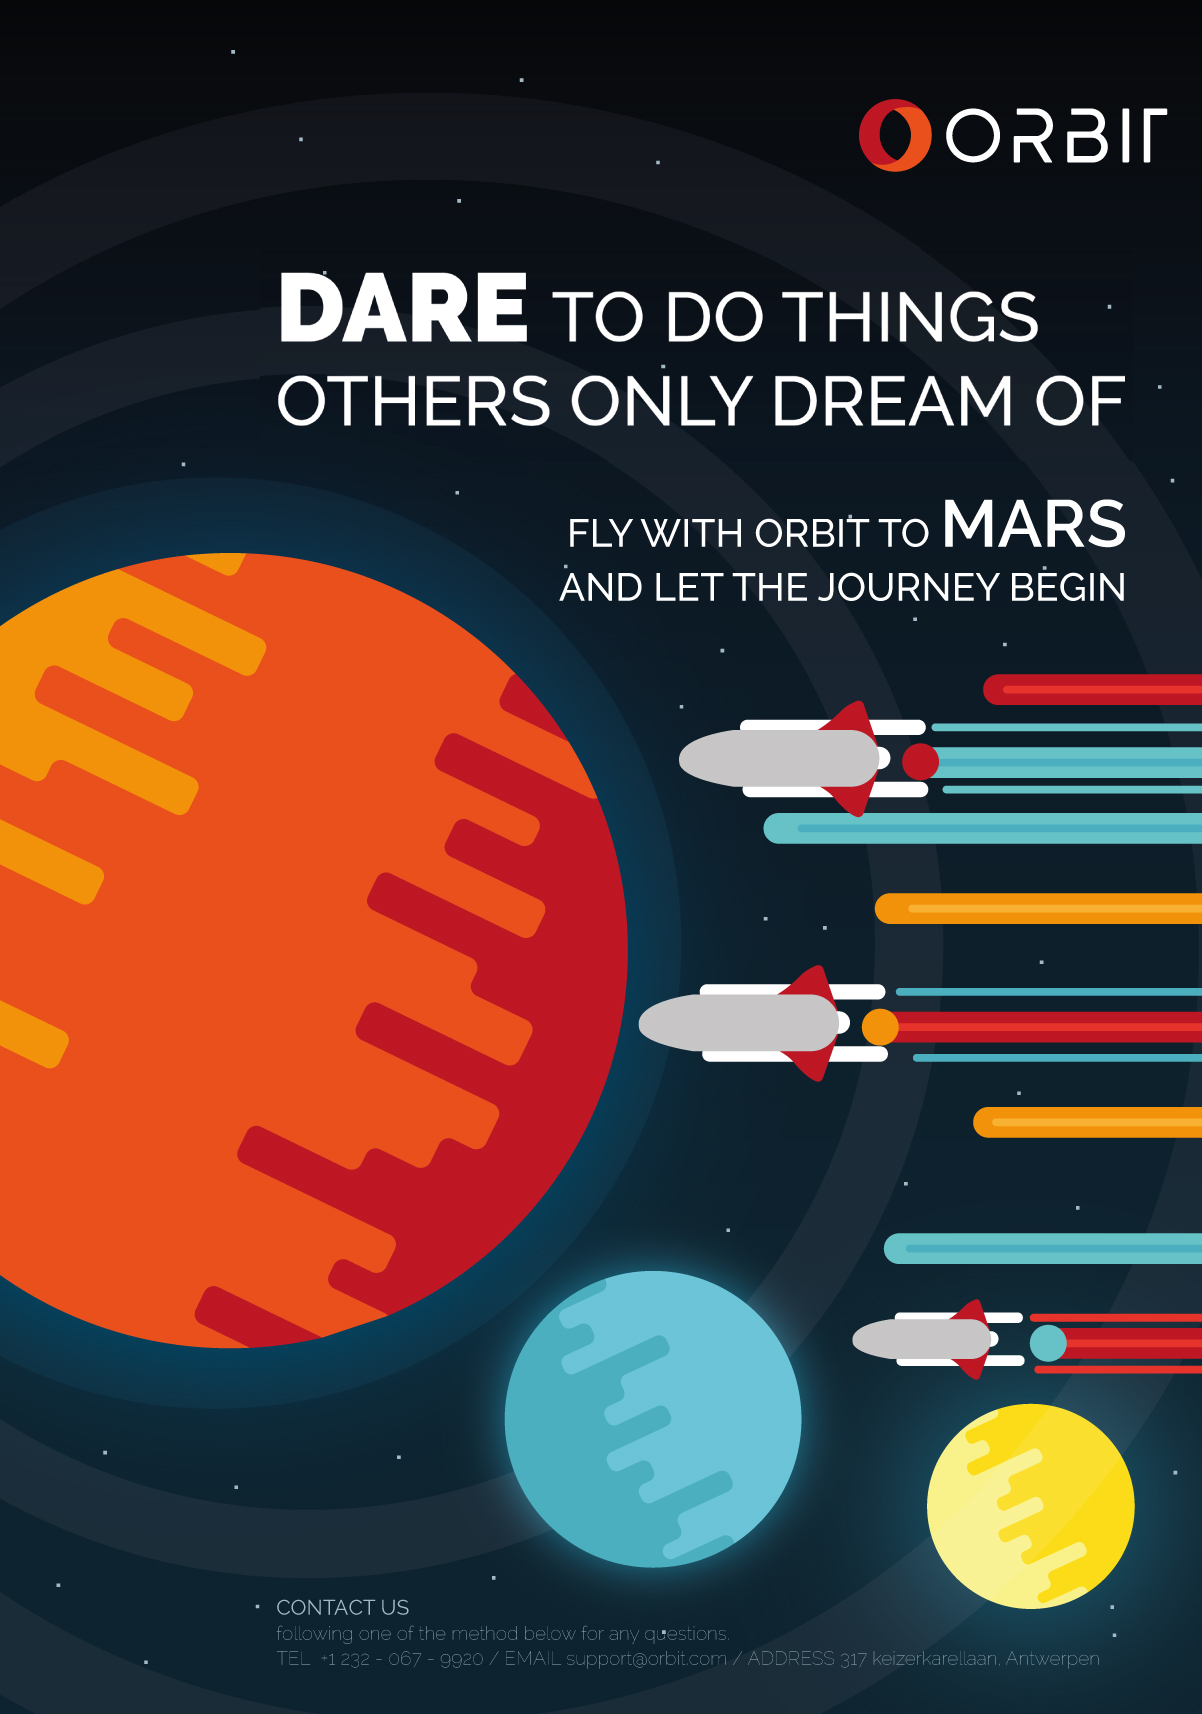 ORBIT
DARE TO DO THINGS
OTHERS ONLY DREAM OF
FLY WITH ORBIT TO MARS
AND LET THE JOURNEY BEGIN
CONTACT US
following one of the method below for any questions.
TEL +1 232 - 067 - 9920 / EMAIL support@orbit.com / ADDRESS 317 keizerkarellaan, Antwerpen